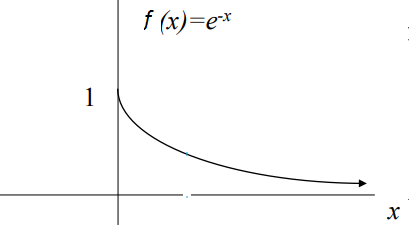 f (x)=e-x
1
x